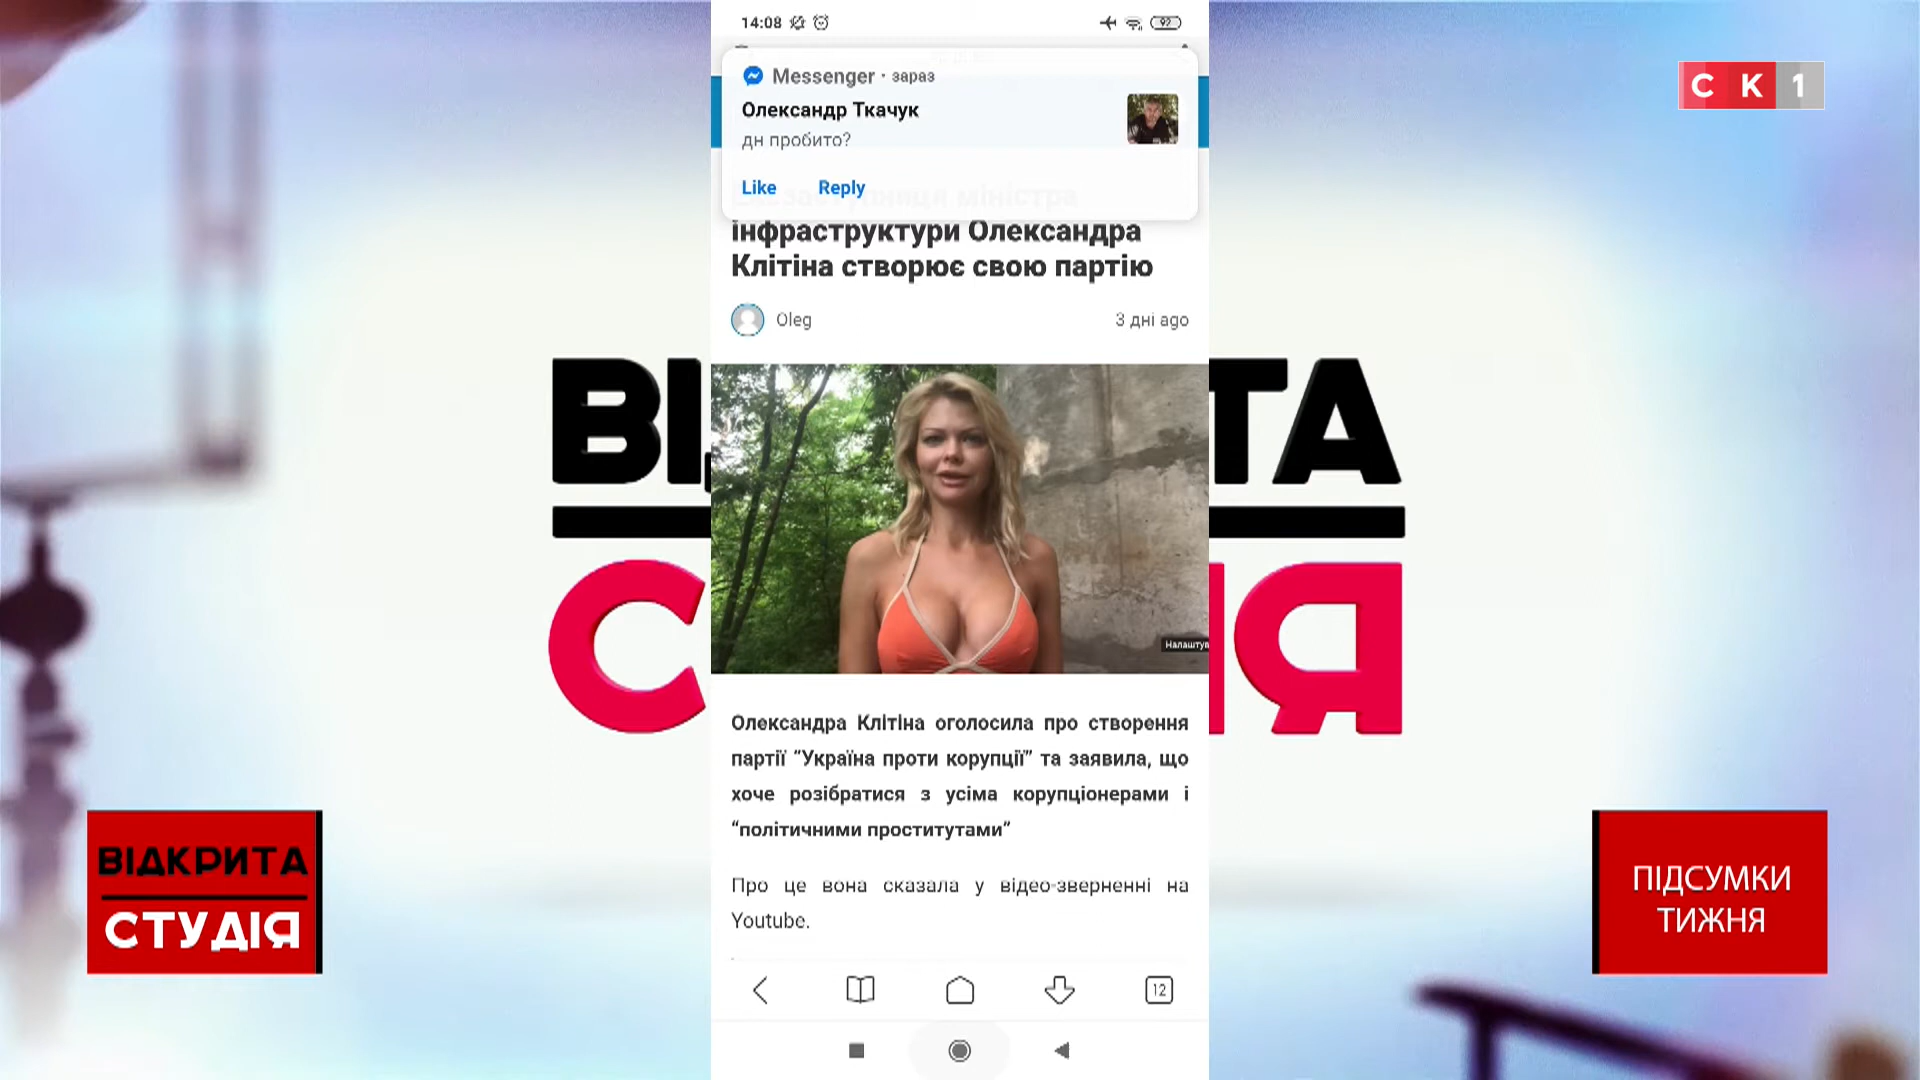 14:08
92
СК1
Messenger · зараз
Олександр Ткачук
дн пробито?
Like Reply
міністра
інфраструктури Олександра
Клітіна створює свою партію
Oleg
3 дні ago
Налаштув
Олександра Клітіна оголосила про створення
партії “Україна проти корупції” та заявила, що
хоче розібратися з усіма корупціонерами і
“політичними проститутами”
Про це вона сказала у відео-зверненні на
Youtube.
12
ВІДКРИТА
СТУДІЯ
ПІДСУМКИ
ТИЖНЯ